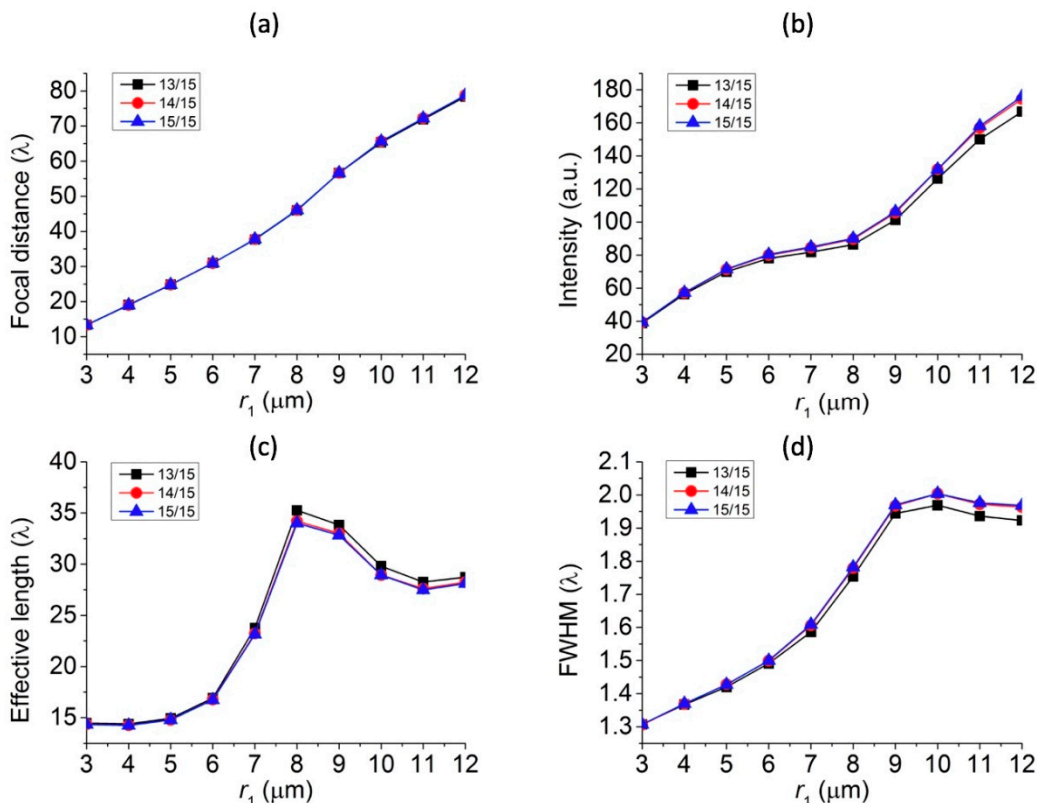 (a)
13/15
14/15
15/15
Focal distance (λ)
80
70
60
50
40
30
20
10
3 4 5 6 7 8 9 10 11 12
r₁ (μm)
(b)
13/15
14/15
15/15
Intensity (a.u.)
180
160
140
120
100
80
60
40
20
3 4 5 6 7 8 9 10 11 12
r₁ (μm)
(c)
13/15
14/15
15/15
Effective length (λ)
40
35
30
25
20
15
3 4 5 6 7 8 9 10 11 12
r₁ (μm)
(d)
13/15
14/15
15/15
FWHM (λ)
2.1
2.0
1.9
1.8
1.7
1.6
1.5
1.4
1.3
3 4 5 6 7 8 9 10 11 12
r₁ (μm)